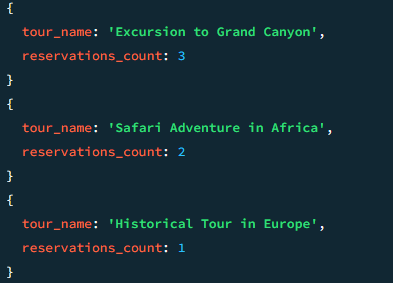 {
tour_name: 'Excursion to Grand Canyon',
reservations_count: 3
}
{
tour_name: 'Safari Adventure in Africa',
reservations_count: 2
}
{
tour_name: 'Historical Tour in Europe',
reservations_count: 1
}